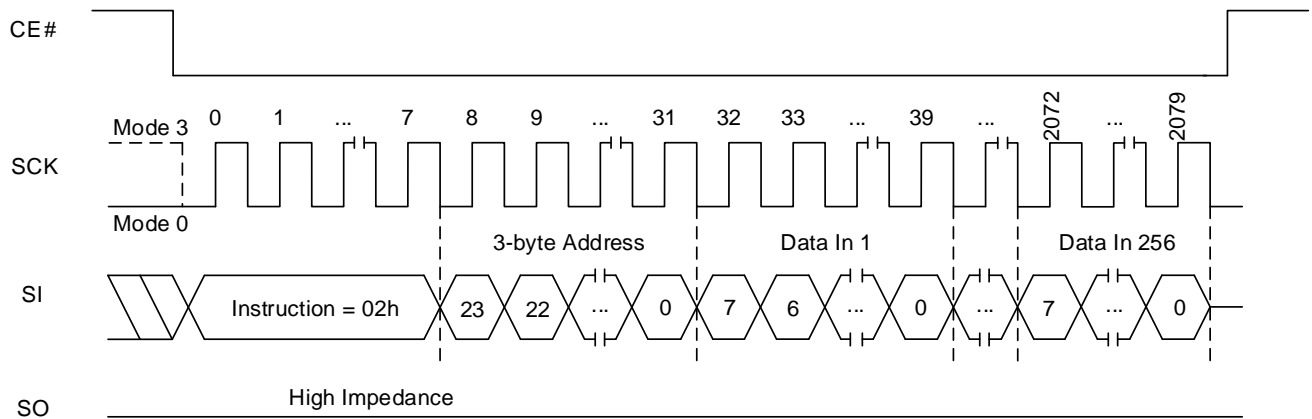 CE#
0 1 ... 7 8 9 ... 31 32 33 ... 39 ... 2072 ... 2079
Mode 3
SCK
Mode 0
3-byte Address Data In 1 Data In 256
SI Instruction = 02h 23 22 ... 0 7 6 ... 0 ... 7 ... 0
High Impedance
SO